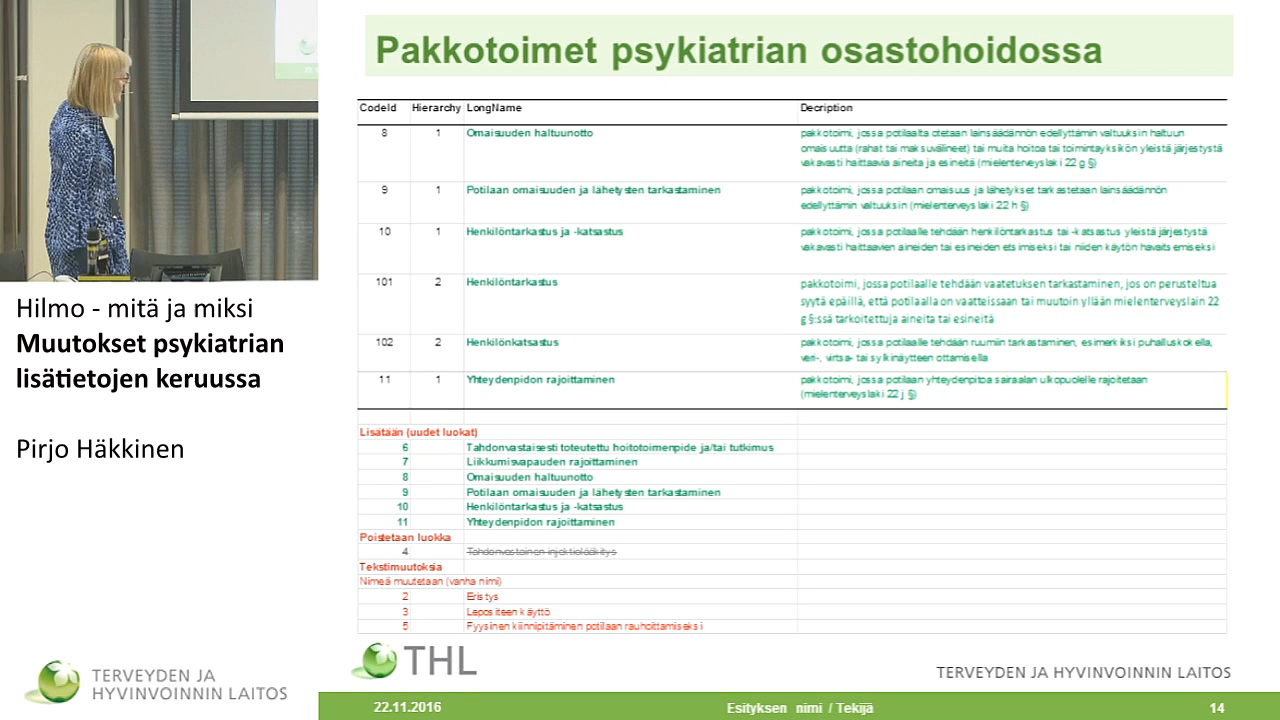 Pakkotoimet psykiatrian osastohoidossa
CodeId Hierarchy LongName Decription
8 1 Omaisuuden haltuunotto pakkotoimi, jossa potilaalta otetaan lainsäädännön edellyttämin valtuuksin haltuun
omaisuutta (rahat tai maksuvälineet) tai muita hoitoa tai toimintayksikön yleistä järjestystä
vakavasti haittaavia aineita ja esineitä (mielenterveyslaki 22 g §)
9 1 Potilaan omaisuuden ja lähetysten tarkastaminen pakkotoimi, jossa potilaan omaisuus ja lähetykset tarkastetaan lainsäädännön
edellyttämin valtuuksin (mielenterveyslaki 22 h §)
10 1 Henkilöntarkastus ja -katsastus pakkotoimi, jossa potilaalle tehdään henkilöntarkastus tai -katsastus yleistä järjestystä
vakavasti haittaavien aineiden tai esineiden etsimiseksi tai niiden käytön havaitsemiseksi
101 2 Henkilöntarkastus pakkotoimi, jossa potilaalle tehdään vaatetuksen tarkastaminen, jos on perusteltua
syytä epäillä, että potilaalla on vaatteissaan tai muutoin yllään mielenterveyslain 22
g §:ssä tarkoitettuja aineita tai esineitä
102 2 Henkilönkatsastus pakkotoimi, jossa potilaalle tehdään ruumiin tarkastaminen, esimerkiksi puhalluskokella,
veri-, virtsa- tai sylkinäytteen ottamisella
11 1 Yhteydenpidon rajoittaminen pakkotoimi, jossa potilaan yhteydenpitoa sairaalan ulkopuolelle rajoitetaan
(mielenterveyslaki 22 j §)
Lisätään (uudet luokat)
6 Tahdonvastaisesti toteutettu hoitotoimenpide ja/tai tutkimus
7 Liikkumisvapauden rajoittaminen
8 Omaisuuden haltuunotto
9 Potilaan omaisuuden ja lähetysten tarkastaminen
10 Henkilöntarkastus ja -katsastus
11 Yhteydenpidon rajoittaminen
Poistetaan luokka
4 Tahdonvastainen injektiolääkitys
Tekstimuutoksia
Nimeä muutetaan (vanha nimi)
2 Eristys
3 Lepositeen käyttö
5 Fyysinen kiinnipitäminen potilaan rauhoittamiseksi
Hilmo - mitä ja miksi
Muutokset psykiatrian
lisätietojen keruussa
Pirjo Häkkinen
TERVEYDEN JA
HYVINVOINNIN LAITOS
THL
TERVEYDEN JA HYVINVOINNIN LAITOS
22.11.2016 Esityksen nimi / Tekijä 14